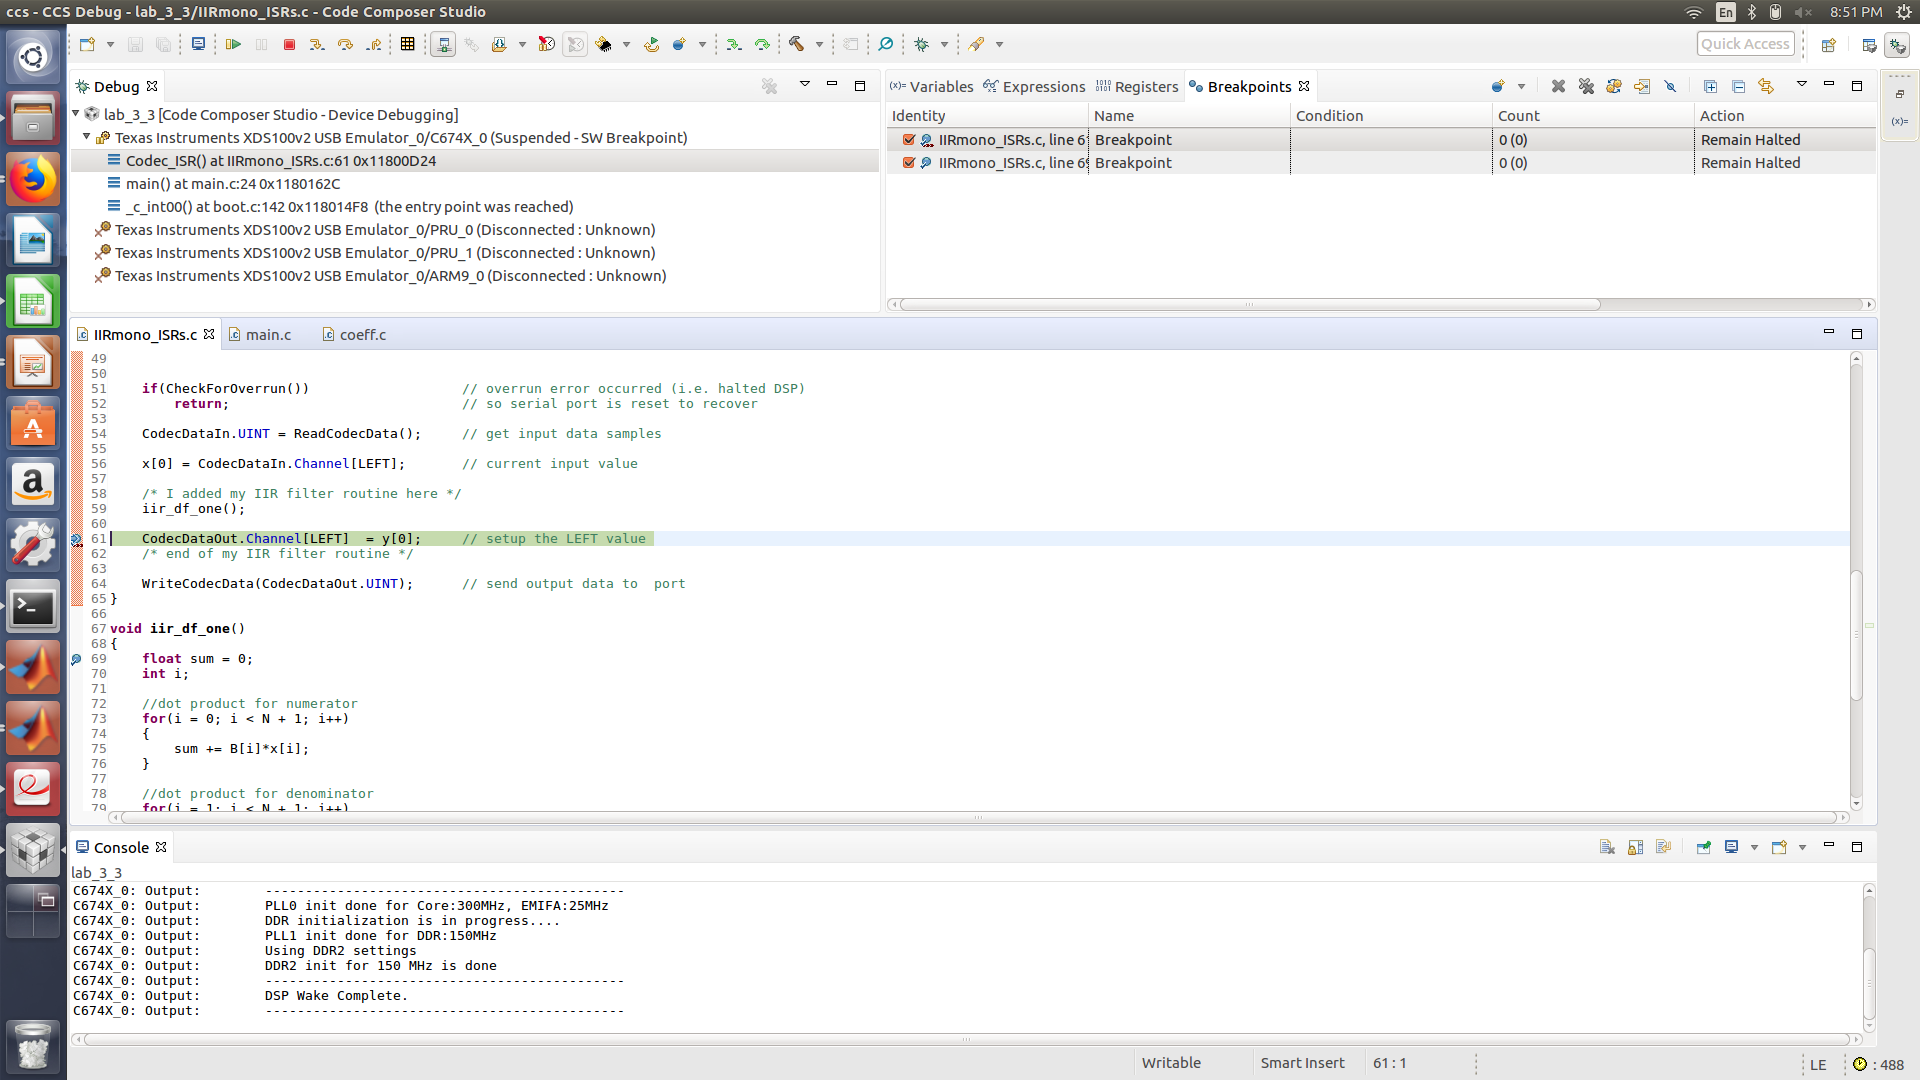 ccs - CCS Debug - lab_3_3/IIRmono_ISRs.c - Code Composer Studio
En
8:51 PM
Quick Access
Debug
lab_3_3 [Code Composer Studio - Device Debugging]
Texas Instruments XDS100v2 USB Emulator_0/C674X_0 (Suspended - SW Breakpoint)
Codec_ISR() at IIRmono_ISRs.c:61 0x11800D24
main() at main.c:24 0x1180162C
_c_int00() at boot.c:142 0x118014F8 (the entry point was reached)
Texas Instruments XDS100v2 USB Emulator_0/PRU_0 (Disconnected : Unknown)
Texas Instruments XDS100v2 USB Emulator_0/PRU_1 (Disconnected : Unknown)
Texas Instruments XDS100v2 USB Emulator_0/ARM9_0 (Disconnected : Unknown)
(x)= Variables Expressions 1010 0101 Registers Breakpoints
Identity Name Condition Count Action
IIRmono_ISRs.c, line 6 Breakpoint 0 (0) Remain Halted
IIRmono_ISRs.c, line 6 Breakpoint 0 (0) Remain Halted
(x)=
IIRmono_ISRs.c main.c coeff.c
49
50
51 if(CheckForOverrun()) // overrun error occurred (i.e. halted DSP)
52 return; // so serial port is reset to recover
53
54 CodecDataIn.UINT = ReadCodecData(); // get input data samples
55
56 x[0] = CodecDataIn.Channel[LEFT]; // current input value
57
58 /* I added my IIR filter routine here */
59 iir_df_one();
60
61 CodecDataOut.Channel[LEFT] = y[0]; // setup the LEFT value
62 /* end of my IIR filter routine */
63
64 WriteCodecData(CodecDataOut.UINT); // send output data to port
65 }
66
67 void iir_df_one()
68 {
69 float sum = 0;
70 int i;
71
72 //dot product for numerator
73 for(i = 0; i < N + 1; i++)
74 {
75 sum += B[i]*x[i];
76 }
77
78 //dot product for denominator
79 for(i = 1; i < N + 1; i++)
Console
lab_3_3
C674X_0: Output: ---------------------------------------------
C674X_0: Output: PLL0 init done for Core:300MHz, EMIFA:25MHz
C674X_0: Output: DDR initialization is in progress....
C674X_0: Output: PLL1 init done for DDR:150MHz
C674X_0: Output: Using DDR2 settings
C674X_0: Output: DDR2 init for 150 MHz is done
C674X_0: Output: ---------------------------------------------
C674X_0: Output: DSP Wake Complete.
C674X_0: Output: ---------------------------------------------
Writable Smart Insert 61 : 1 LE : 488